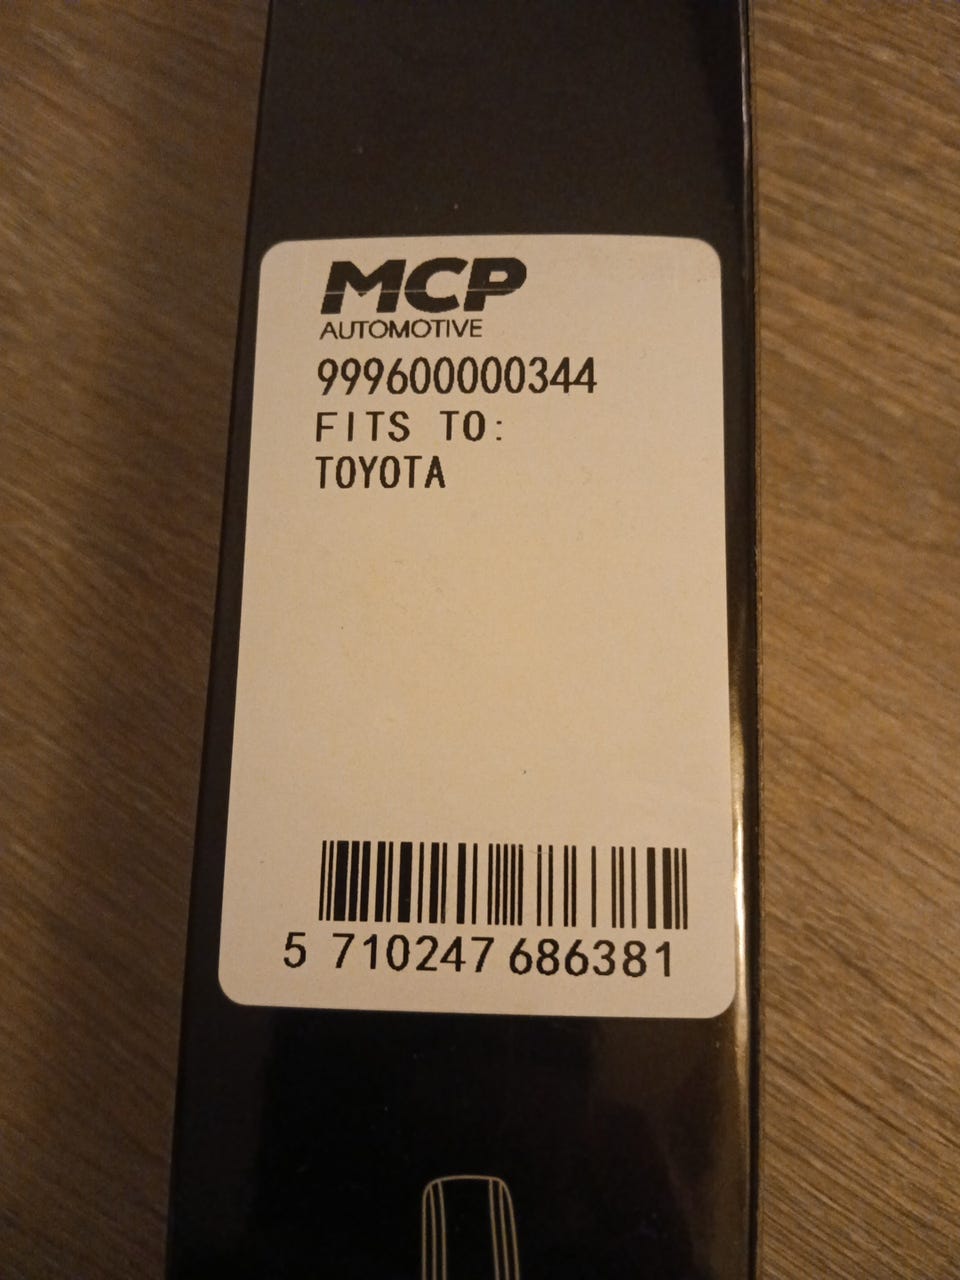 MCP
AUTOMOTIVE
999600000344
FITS TO:
TOYOTA
5 710247 686381